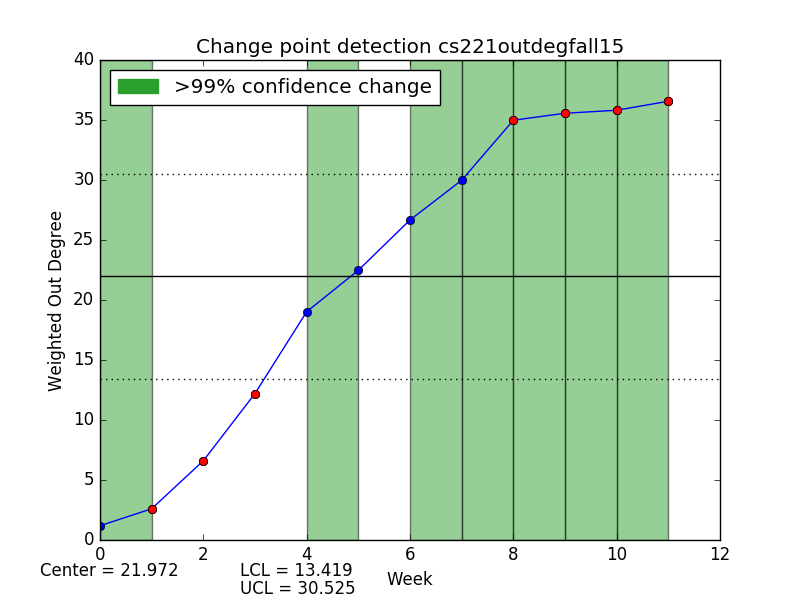 Change point detection cs221outdegfall15
>99% confidence change
Weighted Out Degree
40
35
30
25
20
15
10
5
0
0 2 4 6 8 10 12
Week
Center = 21.972
LCL = 13.419
UCL = 30.525